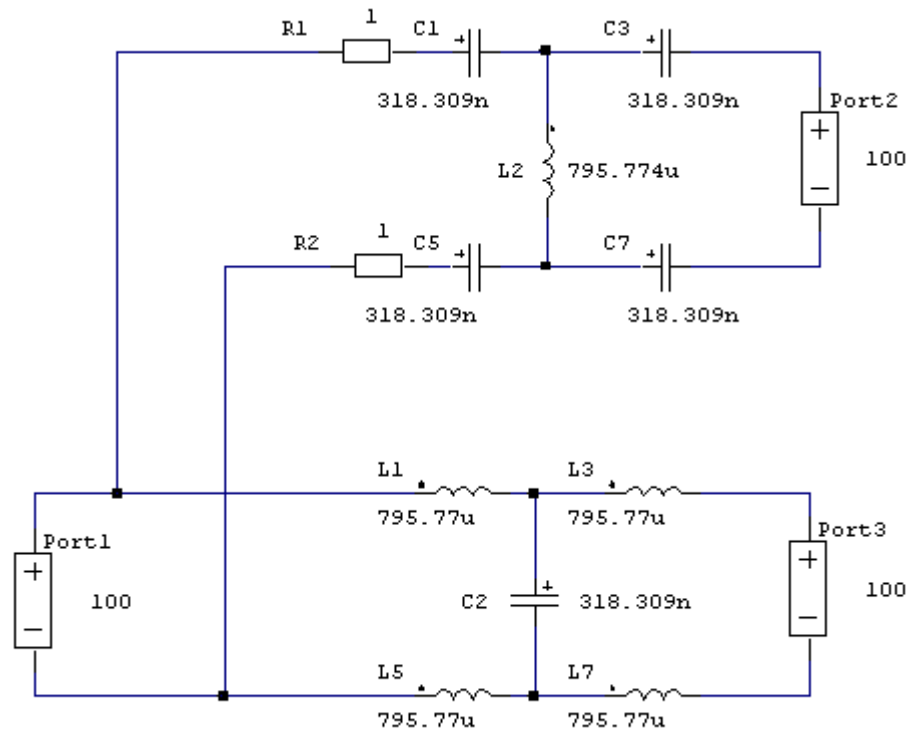 R1 1 C1 C3
318.309n 318.309n
Port2
+
100
L2 795.774u
−
R2 1 C5 C7
318.309n 318.309n
L1 L3
795.77u 795.77u
Port1 Port3
+ +
100 C2 318.309n 100
− −
L5 L7
795.77u 795.77u